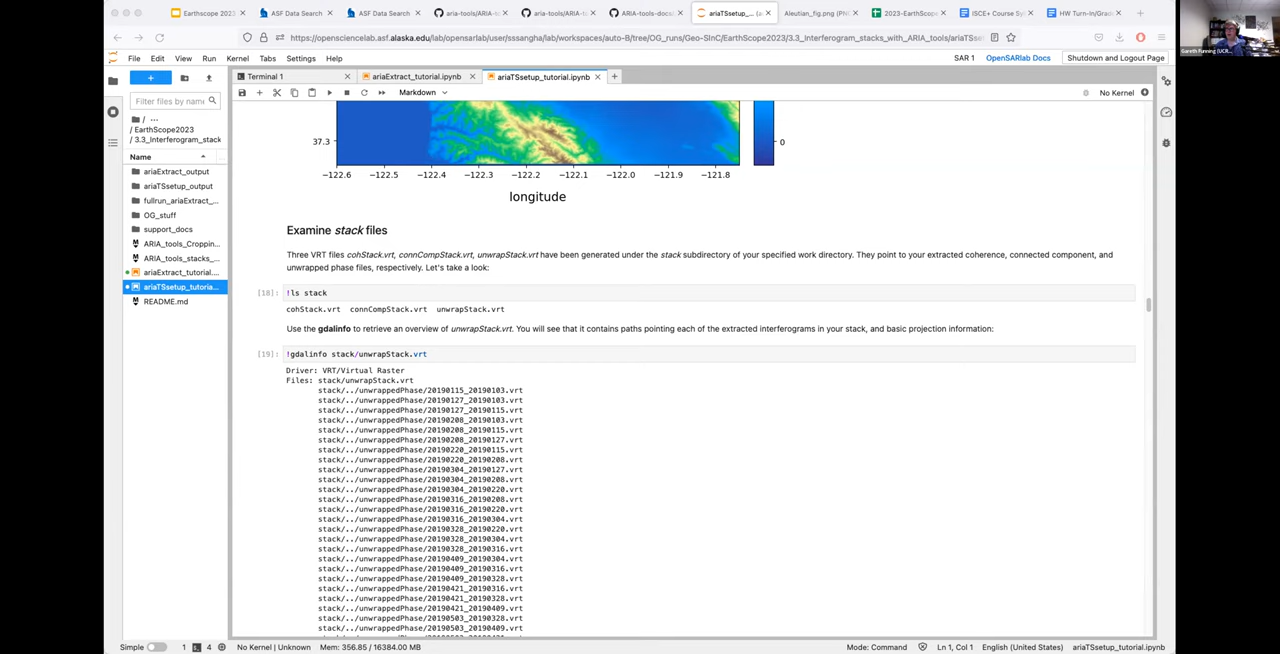 Earthscope 2023
ASF Data Search
ASF Data Search
aria-tools/ARIA-to
aria-tools/ARIA-to
ARIA-tools-docs/
ariaTSsetup_
Aleutian_fig.png (PN
2023-EarthScope
ISCE+ Course Sy
HW Turn-in/Grad
https://opensciencelab.asf.alaska.edu/lab/opensarlab/user/sssangha/lab/workspaces/auto-B/tree/OG_runs/Geo-SInC/EarthScope2023/3.3_Interferogram_stacks_with_ARIA_tools/ariaTSse
Gareth Funning (UCR
File Edit View Run Kernel Tabs Settings Help
SAR 1 OpenSARlab Docs Shutdown and Logout Page
Terminal 1
ariaExtract_tutorial.ipynb
ariaTSsetup_tutorial.ipynb
Markdown
No Kernel
Filter files by name
/ ...
/ EarthScope2023
/ 3.3_Interferogram_stack
Name
ariaExtract_output
ariaTSsetup_output
fullrun_ariaExtract_...
OG_stuff
support_docs
ARIA_tools_Croppin...
ARIA_tools_stacks_...
ariaExtract_tutorial....
ariaTSsetup_tutoria...
README.md
37.3
0
−122.6 −122.5 −122.4 −122.3 −122.2 −122.1 −122.0 −121.9 −121.8
longitude
Examine stack files
Three VRT files cohStack.vrt, connCompStack.vrt, unwrapStack.vrt have been generated under the stack subdirectory of your specified work directory. They point to your extracted coherence, connected component, and
unwrapped phase files, respectively. Let's take a look:
[18]: !ls stack
cohStack.vrt connCompStack.vrt unwrapStack.vrt
Use the gdalinfo to retrieve an overview of unwrapStack.vrt. You will see that it contains paths pointing each of the extracted interferograms in your stack, and basic projection information:
[19]: !gdalinfo stack/unwrapStack.vrt
Driver: VRT/Virtual Raster
Files: stack/unwrapStack.vrt
stack/../unwrappedPhase/20190115_20190103.vrt
stack/../unwrappedPhase/20190127_20190103.vrt
stack/../unwrappedPhase/20190127_20190115.vrt
stack/../unwrappedPhase/20190208_20190103.vrt
stack/../unwrappedPhase/20190208_20190115.vrt
stack/../unwrappedPhase/20190208_20190127.vrt
stack/../unwrappedPhase/20190220_20190115.vrt
stack/../unwrappedPhase/20190220_20190208.vrt
stack/../unwrappedPhase/20190304_20190127.vrt
stack/../unwrappedPhase/20190304_20190208.vrt
stack/../unwrappedPhase/20190304_20190220.vrt
stack/../unwrappedPhase/20190316_20190208.vrt
stack/../unwrappedPhase/20190316_20190220.vrt
stack/../unwrappedPhase/20190316_20190304.vrt
stack/../unwrappedPhase/20190328_20190220.vrt
stack/../unwrappedPhase/20190328_20190304.vrt
stack/../unwrappedPhase/20190328_20190316.vrt
stack/../unwrappedPhase/20190409_20190304.vrt
stack/../unwrappedPhase/20190409_20190316.vrt
stack/../unwrappedPhase/20190409_20190328.vrt
stack/../unwrappedPhase/20190421_20190316.vrt
stack/../unwrappedPhase/20190421_20190328.vrt
stack/../unwrappedPhase/20190421_20190409.vrt
stack/../unwrappedPhase/20190503_20190328.vrt
stack/../unwrappedPhase/20190503_20190409.vrt
Simple 1 4 No Kernel | Unknown Mem: 356.85 / 16384.00 MB
Mode: Command Ln 1, Col 1 English (United States) ariaTSsetup_tutorial.ipynb